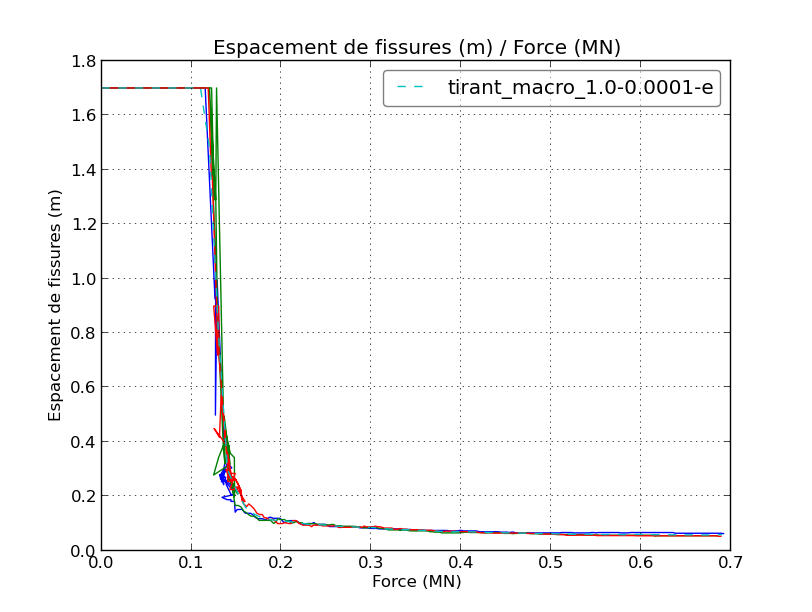 Espacement de fissures (m) / Force (MN)
tirant_macro_1.0-0.0001-e
Espacement de fissures (m)
1.8
1.6
1.4
1.2
1.0
0.8
0.6
0.4
0.2
0.0
0.0 0.1 0.2 0.3 0.4 0.5 0.6 0.7
Force (MN)